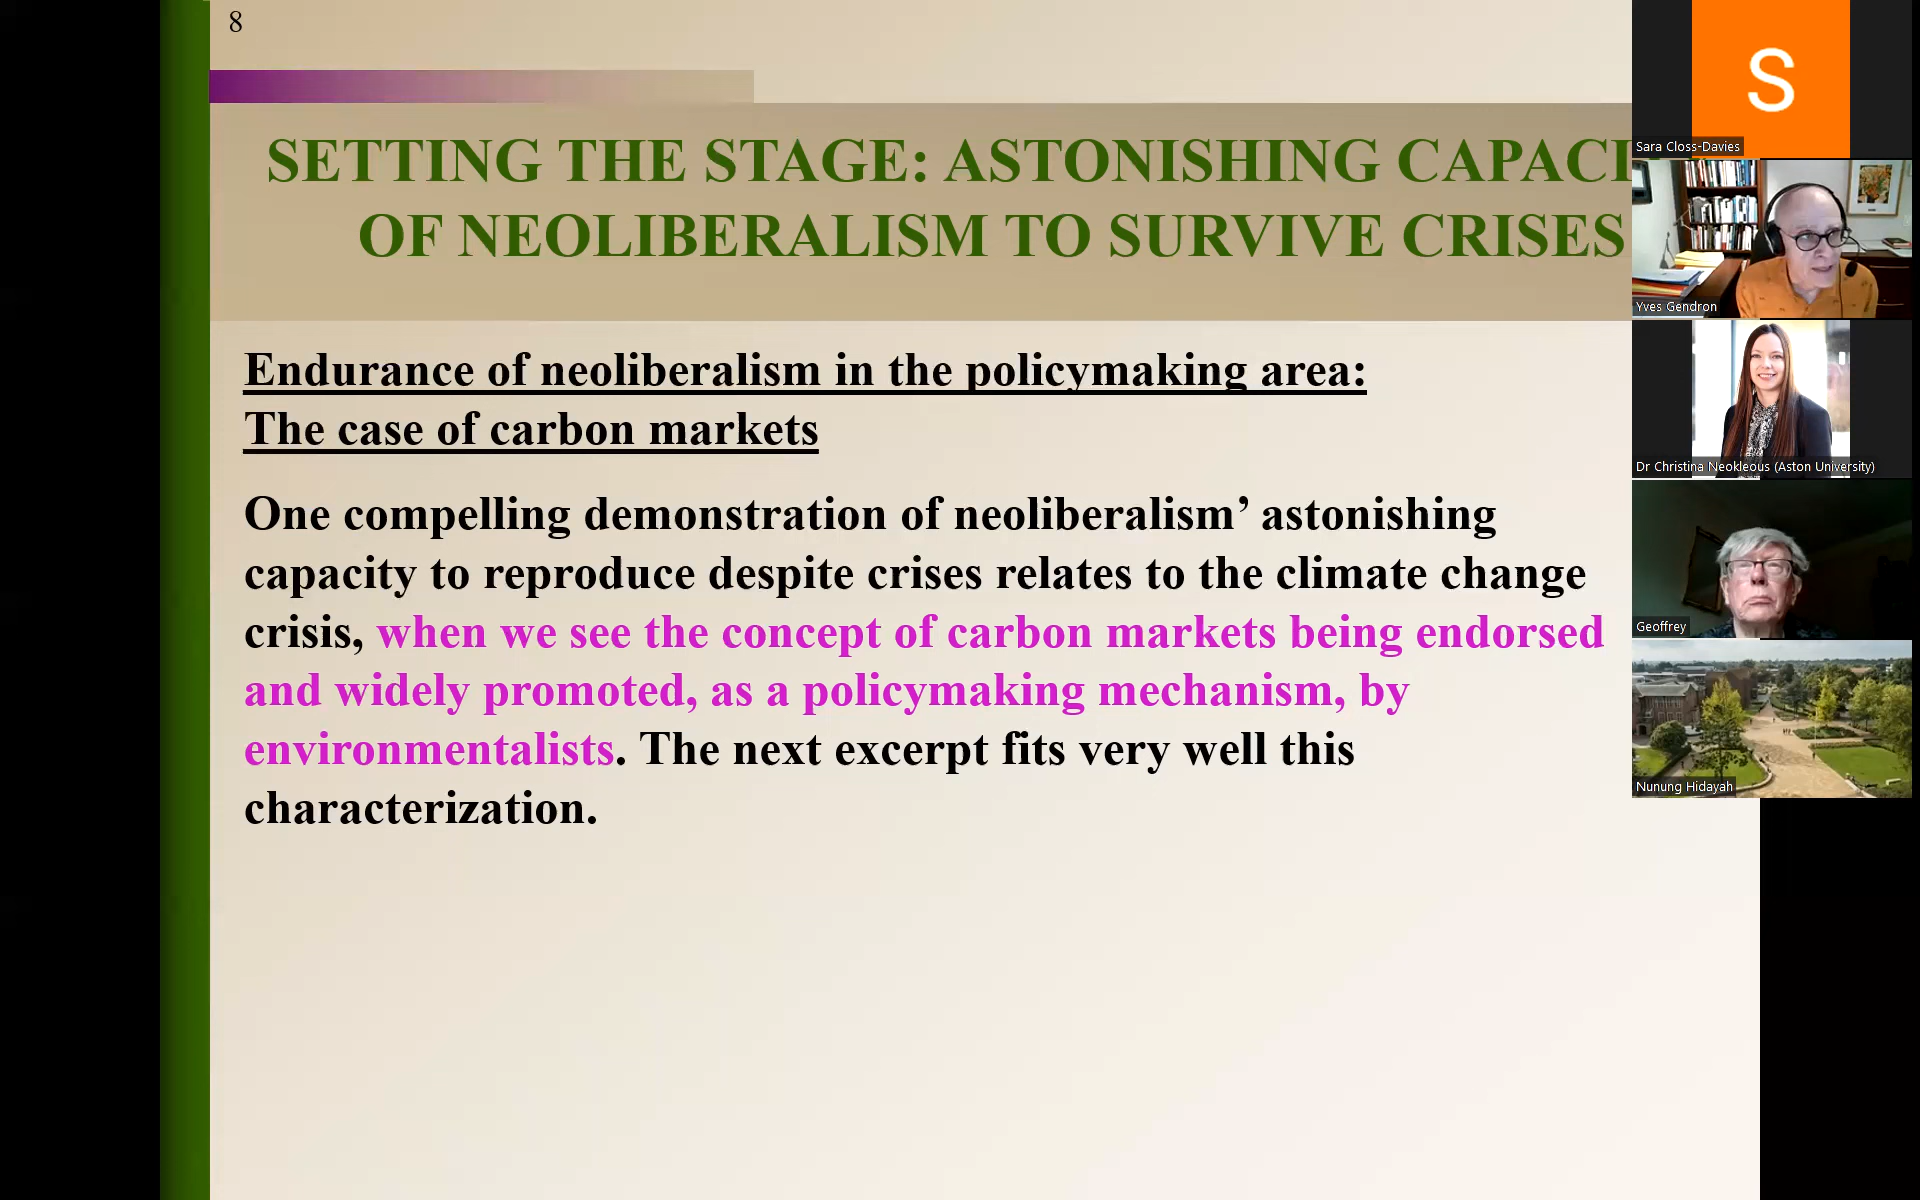 8
SETTING THE STAGE: ASTONISHING CAPACI
OF NEOLIBERALISM TO SURVIVE CRISES
Endurance of neoliberalism in the policymaking area:
The case of carbon markets
One compelling demonstration of neoliberalism’ astonishing
capacity to reproduce despite crises relates to the climate change
crisis, when we see the concept of carbon markets being endorsed
and widely promoted, as a policymaking mechanism, by
environmentalists. The next excerpt fits very well this
characterization.
S
Sara Closs-Davies
Yves Gendron
Dr Christina Neokleous (Aston University)
Geoffrey
Nunung Hidayah